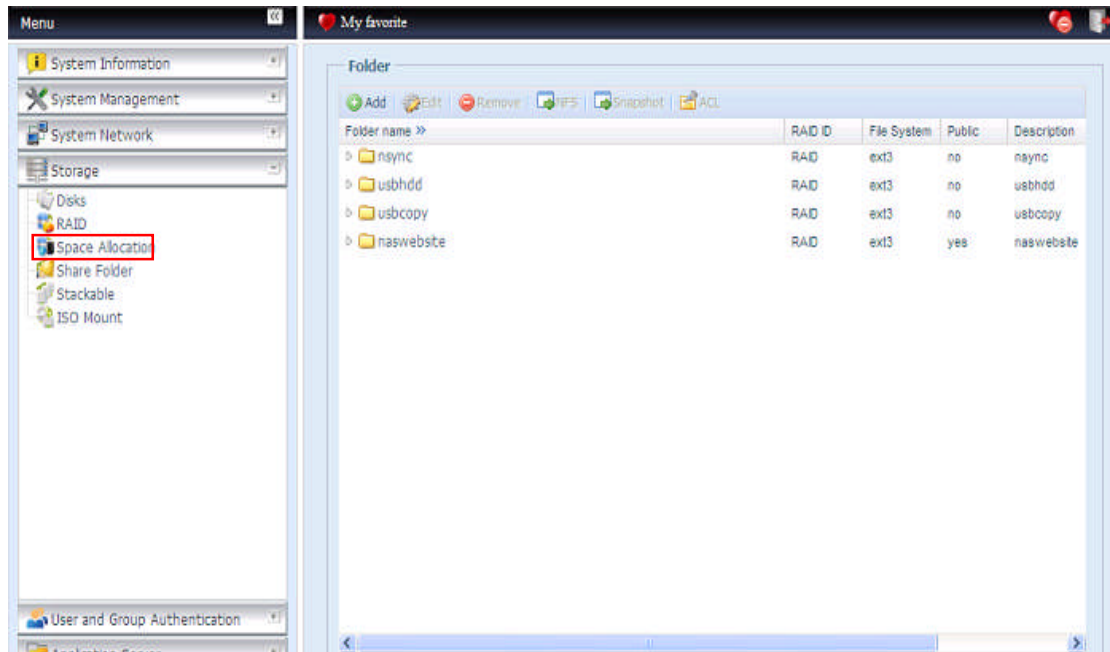 Menu
My favorite
System Information
System Management
System Network
Storage
Disks
RAID
Space Allocation
Share Folder
Stackable
ISO Mount
User and Group Authentication
Application Server
Folder
Add Edit Remove NFS Snapshot ACL
Folder name » RAID ID File System Public Description
nsync RAID ext3 no nsync
usbhdd RAID ext3 no usbhdd
usbcopy RAID ext3 no usbcopy
naswebsite RAID ext3 yes naswebsite